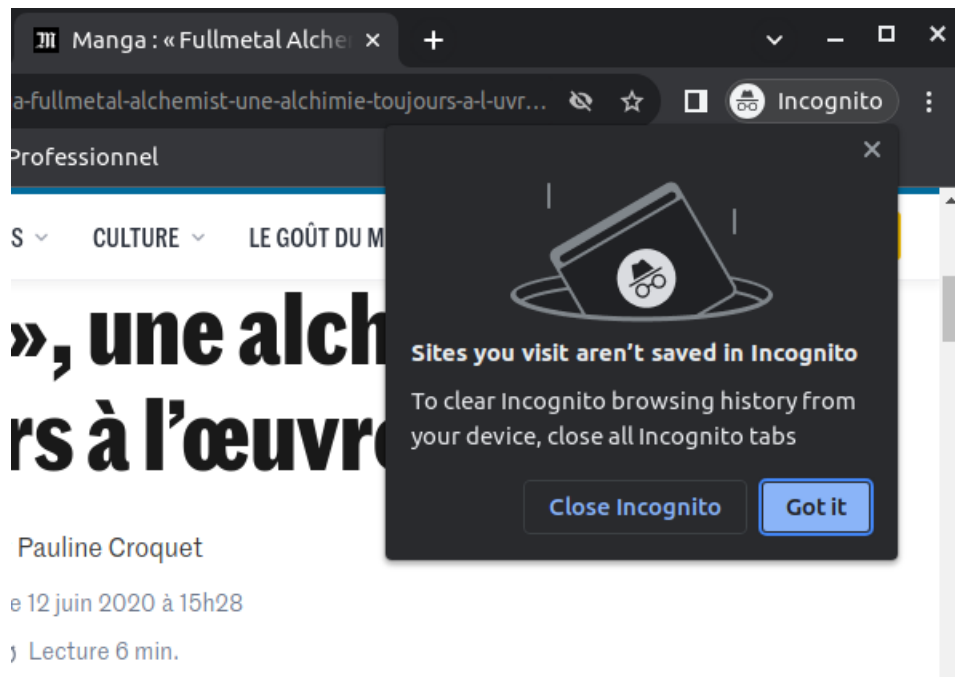 Manga : « Fullmetal Alche
a-fullmetal-alchemist-une-alchimie-toujours-a-l-uvr...
Incognito
Professionnel
S
CULTURE
LE GOÛT DU M
», une alch
rs à l’œuvre
Sites you visit aren’t saved in Incognito
To clear Incognito browsing history from
your device, close all Incognito tabs
Close Incognito
Got it
Pauline Croquet
e 12 juin 2020 à 15h28
Lecture 6 min.